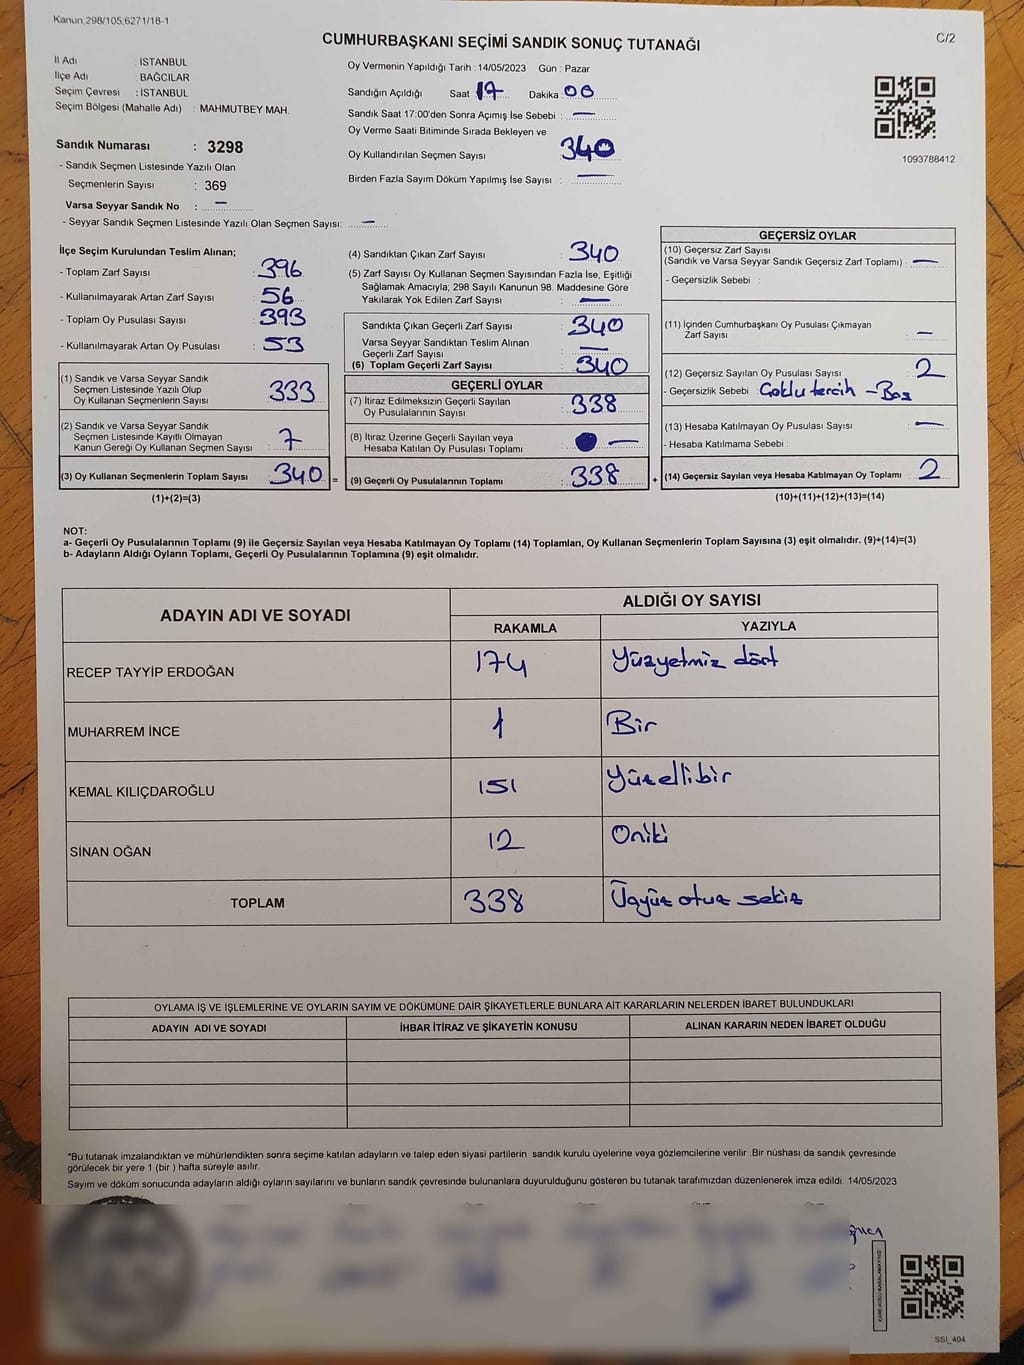 Kanun,298/105,6271/18-1
C/2
CUMHURBAŞKANI SEÇİMİ SANDIK SONUÇ TUTANAĞI
İl Adı : İSTANBUL
İlçe Adı : BAĞCILAR
Seçim Çevresi : İSTANBUL
Seçim Bölgesi (Mahalle Adı) : MAHMUTBEY MAH.
Sandık Numarası : 3298
- Sandık Seçmen Listesinde Yazılı Olan
Seçmenlerin Sayısı : 369
Varsa Seyyar Sandık No : —
- Seyyar Sandık Seçmen Listesinde Yazılı Olan Seçmen Sayısı: —
Oy Vermenin Yapıldığı Tarih : 14/05/2023 Gün : Pazar
Sandığın Açıldığı Saat 17 Dakika 00
Sandık Saat 17:00'den Sonra Açımış İse Sebebi : —
Oy Verme Saati Bitiminde Sırada Bekleyen ve
Oy Kullandırılan Seçmen Sayısı 340
Birden Fazla Sayım Döküm Yapılmış İse Sayısı : —
1093788412
İlçe Seçim Kurulundan Teslim Alınan;
- Toplam Zarf Sayısı : 396
- Kullanılmayarak Artan Zarf Sayısı : 56
- Toplam Oy Pusulası Sayısı : 393
- Kullanılmayarak Artan Oy Pusulası : 53
(1) Sandık ve Varsa Seyyar Sandık
Seçmen Listesinde Yazılı Olup
Oy Kullanan Seçmenlerin Sayısı : 333
(2) Sandık ve Varsa Seyyar Sandık
Seçmen Listesinde Kayıtlı Olmayan
Kanun Gereği Oy Kullanan Seçmen Sayısı : 7
(3) Oy Kullanan Seçmenlerin Toplam Sayısı : 340 =
(1)+(2)=(3)
(4) Sandıktan Çıkan Zarf Sayısı : 340
(5) Zarf Sayısı Oy Kullanan Seçmen Sayısından Fazla İse, Eşitliği
Sağlamak Amacıyla; 298 Sayılı Kanunun 98. Maddesine Göre
Yakılarak Yok Edilen Zarf Sayısı : —
Sandıkta Çıkan Geçerli Zarf Sayısı : 340
Varsa Seyyar Sandıktan Teslim Alınan
Geçerli Zarf Sayısı : —
(6) Toplam Geçerli Zarf Sayısı : 340
GEÇERLİ OYLAR
(7) İtiraz Edilmeksizin Geçerli Sayılan
Oy Pusulalarının Sayısı : 338
(8) İtiraz Üzerine Geçerli Sayılan veya
Hesaba Katılan Oy Pusulası Toplamı : —
(9) Geçerli Oy Pusulalarının Toplamı : 338 +
GEÇERSİZ OYLAR
(10) Geçersiz Zarf Sayısı
(Sandık ve Varsa Seyyar Sandık Geçersiz Zarf Toplamı) : —
- Geçersizlik Sebebi :
(11) İçinden Cumhurbaşkanı Oy Pusulası Çıkmayan
Zarf Sayısı : —
(12) Geçersiz Sayılan Oy Pusulası Sayısı : 2
- Geçersizlik Sebebi Çoklu tercih - Boş
(13) Hesaba Katılmayan Oy Pusulası Sayısı : —
- Hesaba Katılmama Sebebi :
(14) Geçersiz Sayılan veya Hesaba Katılmayan Oy Toplamı : 2
(10)+(11)+(12)+(13)=(14)
NOT:
a- Geçerli Oy Pusulalarının Toplamı (9) ile Geçersiz Sayılan veya Hesaba Katılmayan Oy Toplamı (14) Toplamları, Oy Kullanan Seçmenlerin Toplam Sayısına (3) eşit olmalıdır. (9)+(14)=(3)
b- Adayların Aldığı Oyların Toplamı, Geçerli Oy Pusulalarının Toplamına (9) eşit olmalıdır.
ADAYIN ADI VE SOYADI
ALDIĞI OY SAYISI
RAKAMLA YAZIYLA
RECEP TAYYİP ERDOĞAN 174 Yüzyetmiz dört
MUHARREM İNCE 1 Bir
KEMAL KILIÇDAROĞLU 151 Yüzellibir
SİNAN OĞAN 12 Oniki
TOPLAM 338 Üçyüz otuz sekiz
OYLAMA İŞ VE İŞLEMLERİNE VE OYLARIN SAYIM VE DÖKÜMÜNE DAİR ŞİKAYETLERLE BUNLARA AİT KARARLARIN NELERDEN İBARET BULUNDUKLARI
ADAYIN ADI VE SOYADI İHBAR İTİRAZ VE ŞİKAYETİN KONUSU ALINAN KARARIN NEDEN İBARET OLDUĞU
*Bu tutanak imzalandıktan ve mühürlendikten sonra seçime katılan adayların ve talep eden siyasi partilerin sandık kurulu üyelerine veya gözlemcilerine verilir .Bir nüshası da sandık çevresinde
görülecek bir yere 1 (bir ) hafta süreyle asılır.
Sayım ve döküm sonucunda adayların aldığı oyların sayılarını ve bunların sandık çevresinde bulunanlara duyurulduğunu gösteren bu tutanak tarafımızdan düzenlenerek imza edildi. 14/05/2023
KARE KODU KARALAMAYINIZ!
SSI_404